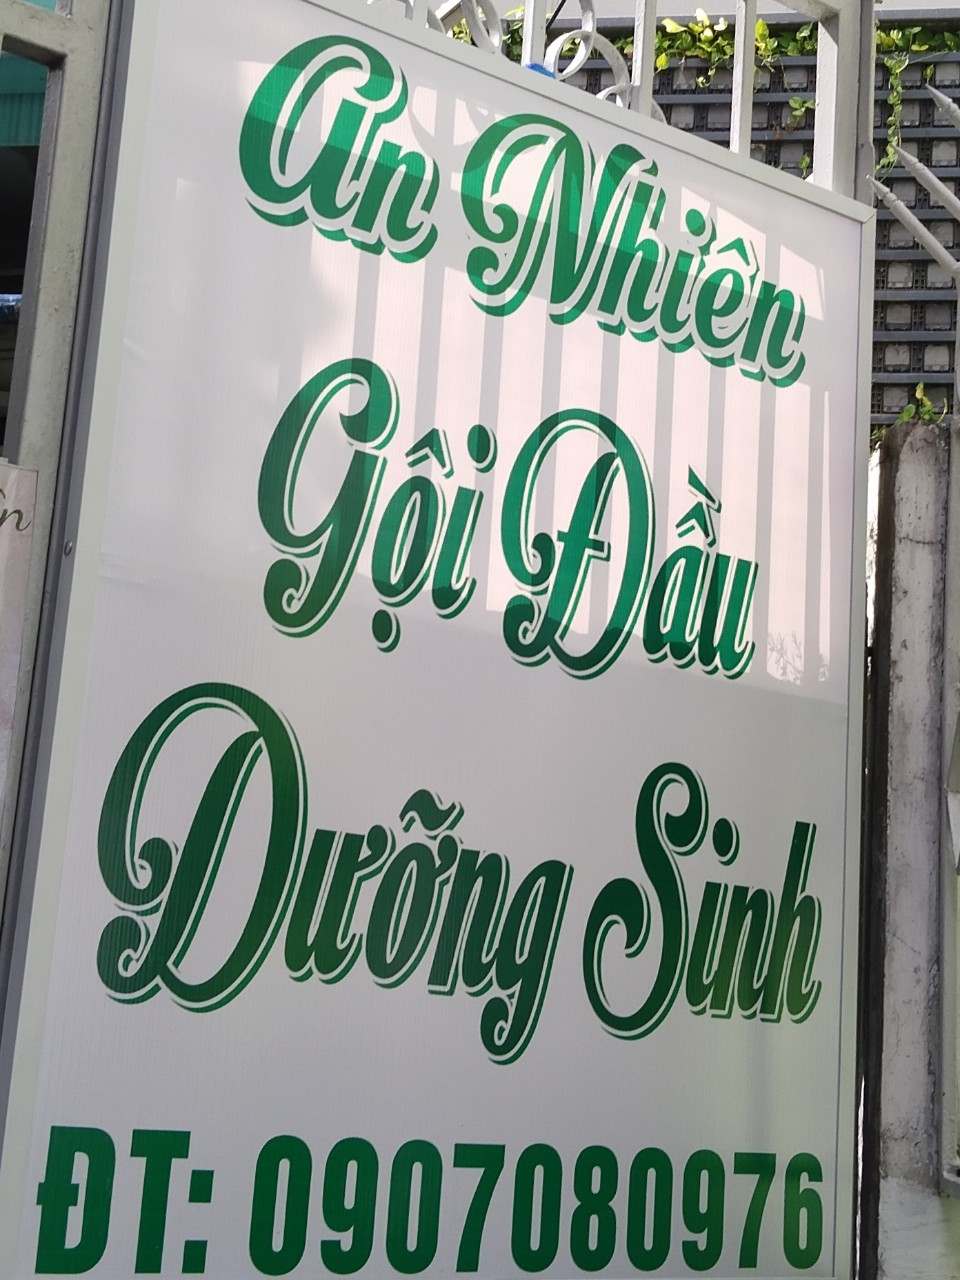 An Nhiên
Gội Đầu
Dưỡng Sinh
ĐT: 0907080976